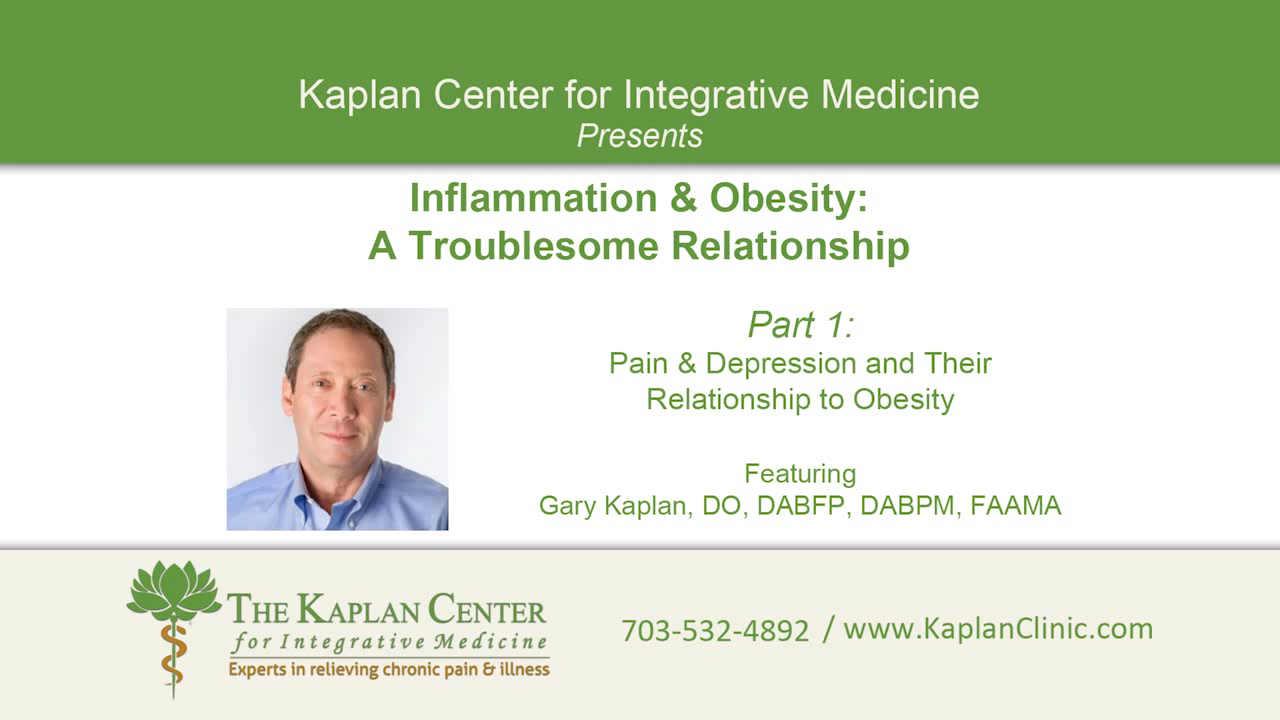 Kaplan Center for Integrative Medicine
Presents
Inflammation & Obesity:
A Troublesome Relationship
Part 1:
Pain & Depression and Their
Relationship to Obesity
Featuring
Gary Kaplan, DO, DABFP, DABPM, FAAMA
THE KAPLAN CENTER
for Integrative Medicine
Experts in relieving chronic pain & illness
703-532-4892 / www.KaplanClinic.com